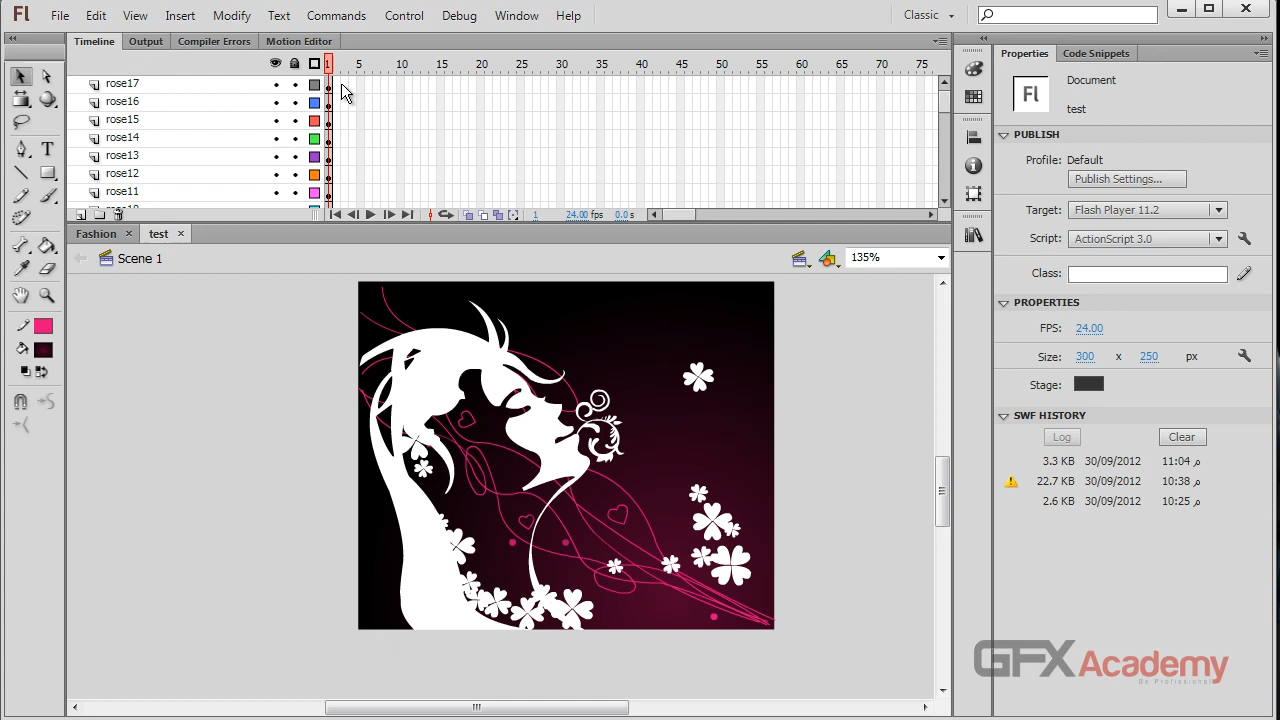 Fl File Edit View Insert Modify Text Commands Control Debug Window Help Classic
Timeline Output Compiler Errors Motion Editor
1 5 10 15 20 25 30 35 40 45 50 55 60 65 70 75
rose17
rose16
rose15
rose14
rose13
rose12
rose11
1 24.00 fps 0.0 s
Fashion × test ×
Scene 1 135%
Properties Code Snippets
Fl Document
test
PUBLISH
Profile: Default
Publish Settings...
Target: Flash Player 11.2
Script: ActionScript 3.0
Class:
PROPERTIES
FPS: 24.00
Size: 300 x 250 px
Stage:
SWF HISTORY
Log Clear
3.3 KB 30/09/2012 11:04 م
22.7 KB 30/09/2012 10:38 م
2.6 KB 30/09/2012 10:25 م
GFX Academy
Be Profissional